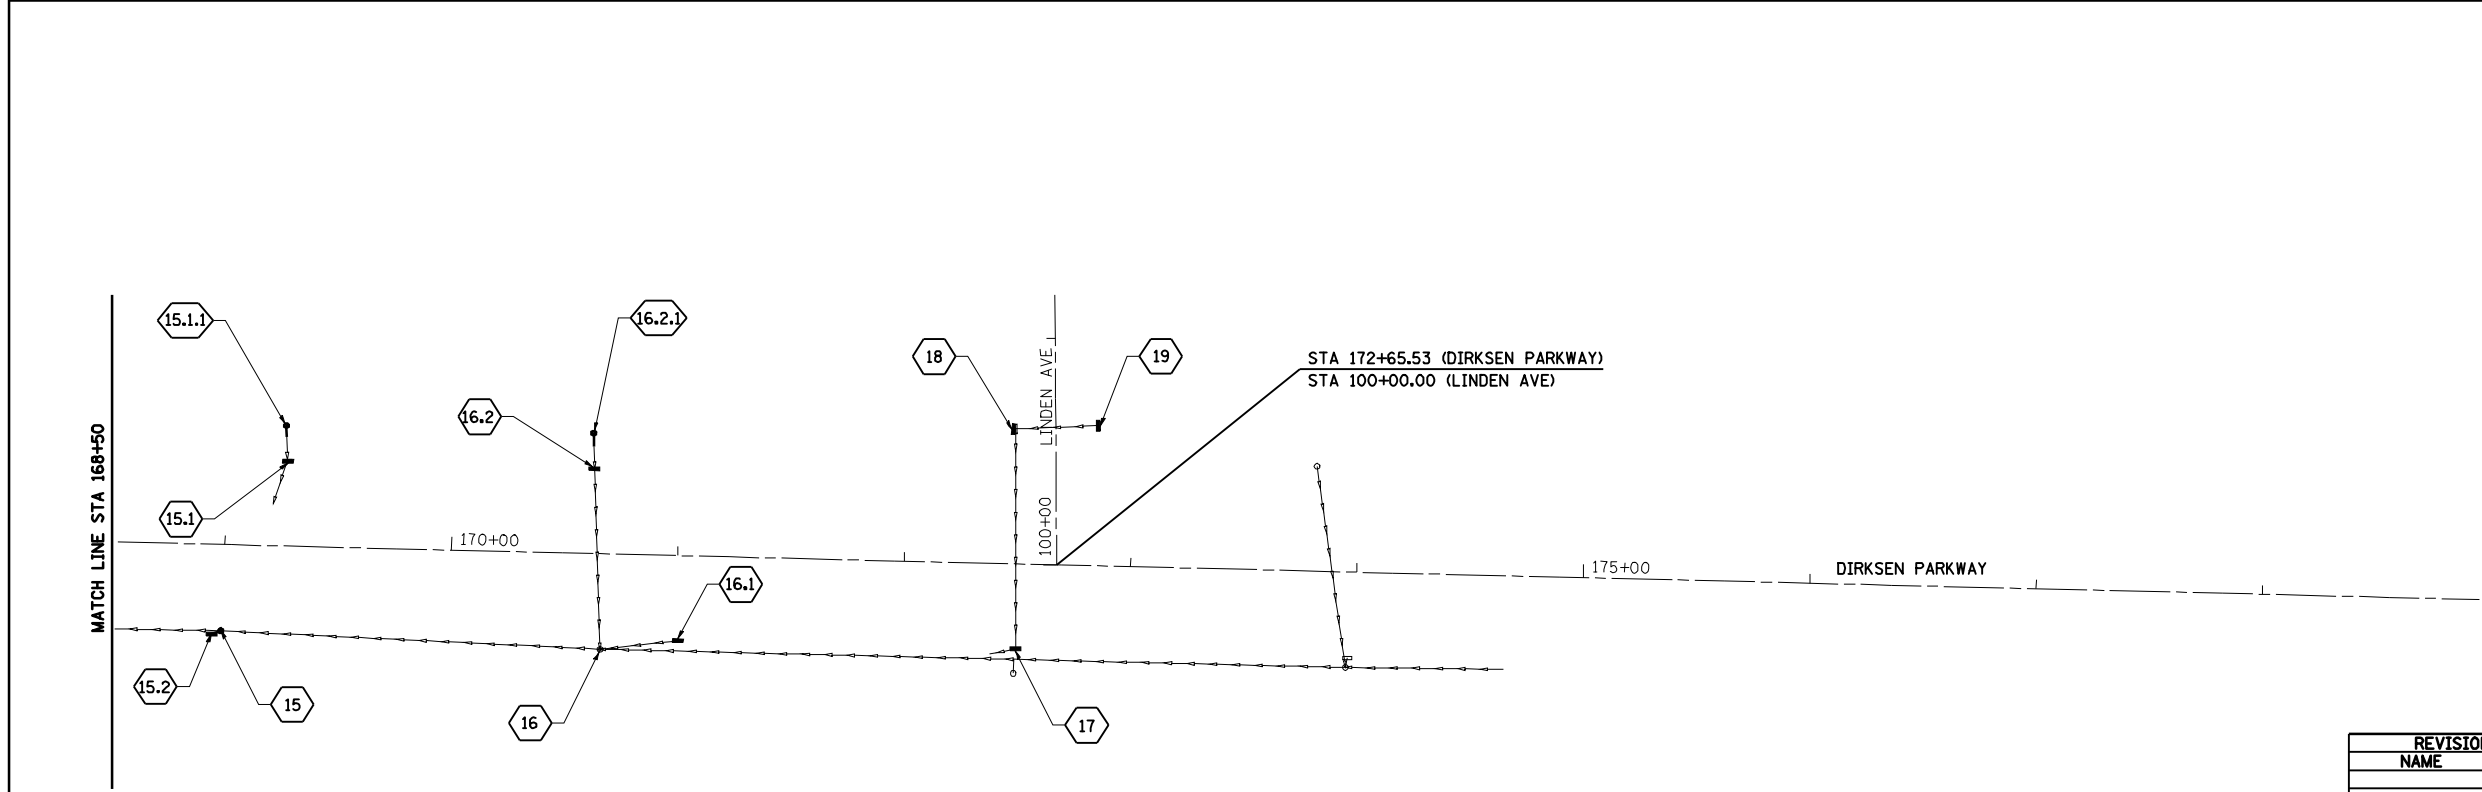 15.1.1
16.2.1
18
19
LINDEN AVE
STA 172+65.53 (DIRKSEN PARKWAY)
STA 100+00.00 (LINDEN AVE)
16.2
MATCH LINE STA 168+50
15.1
100+00
170+00
175+00
DIRKSEN PARKWAY
16.1
15.2
15
16
17
REVISION
NAME